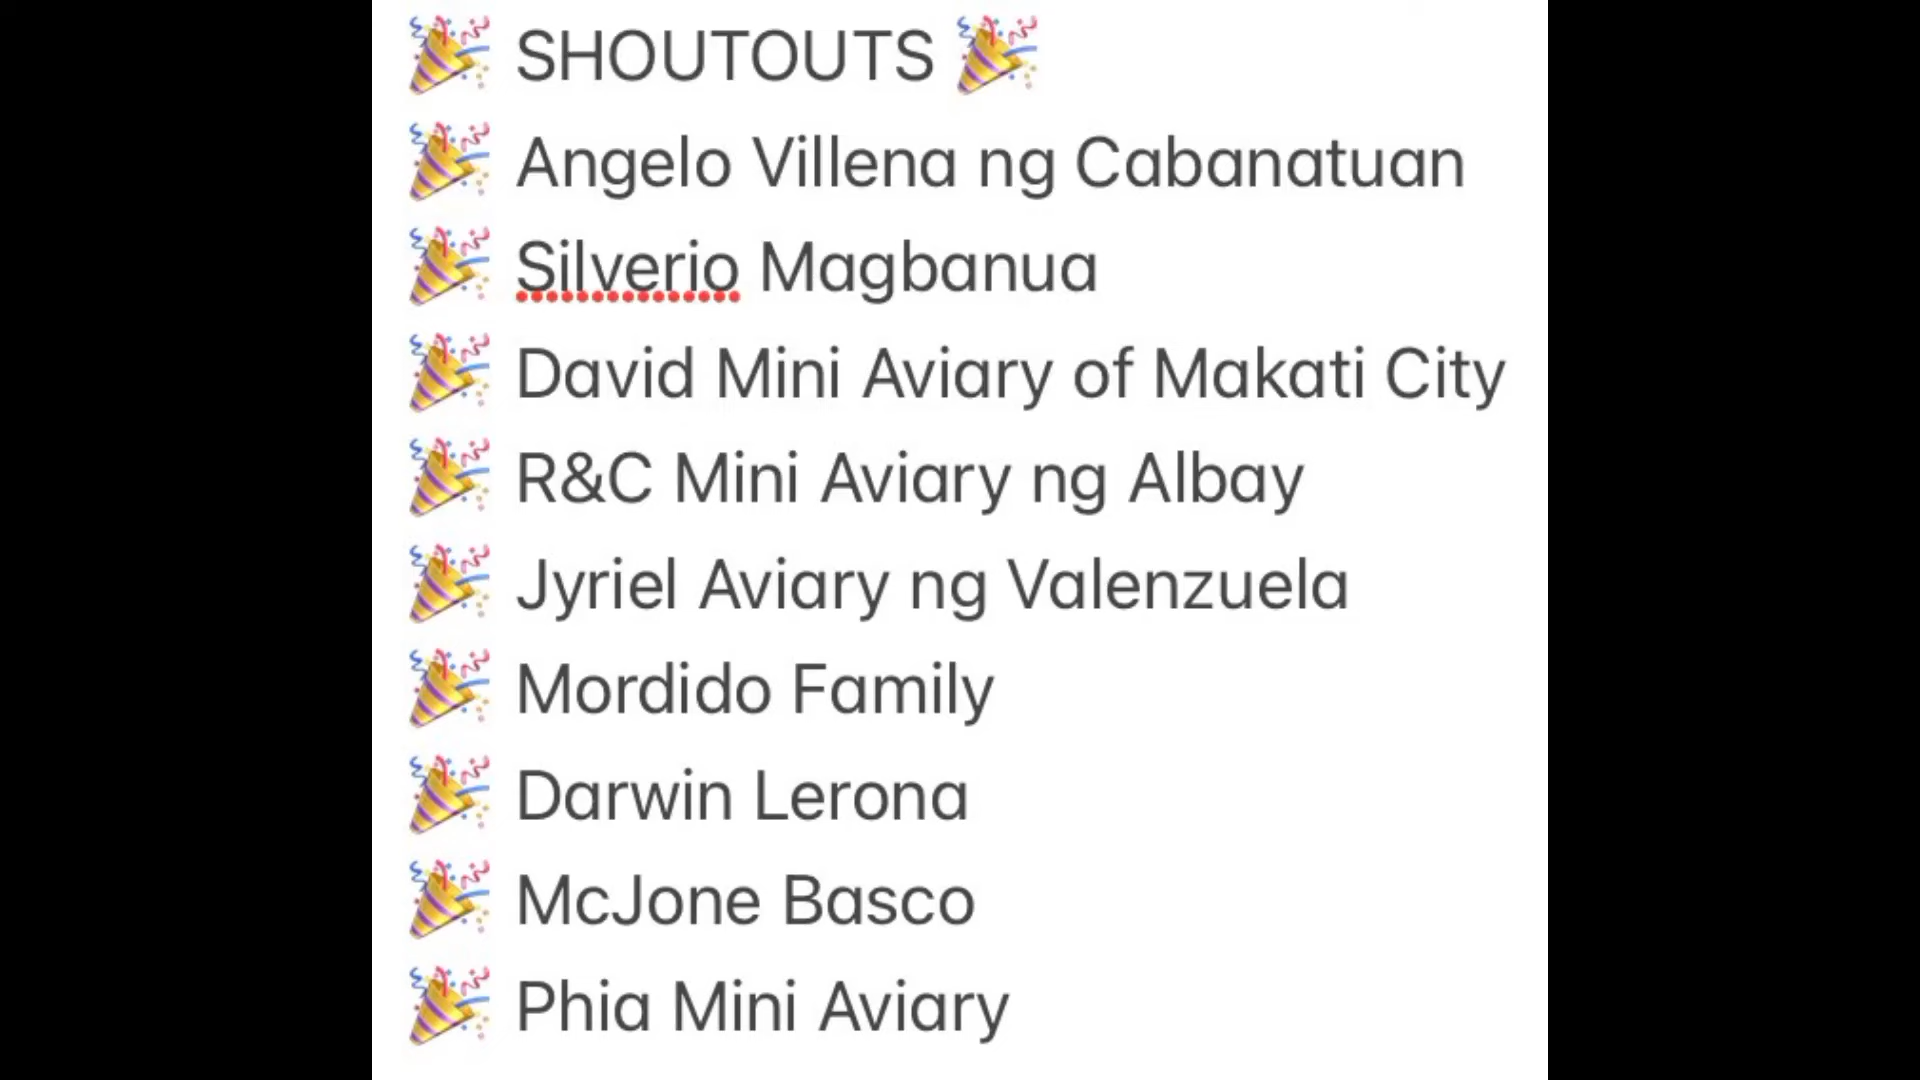 🎉 SHOUTOUTS 🎉
🎉 Angelo Villena ng Cabanatuan
🎉 Silverio Magbanua
🎉 David Mini Aviary of Makati City
🎉 R&C Mini Aviary ng Albay
🎉 Jyriel Aviary ng Valenzuela
🎉 Mordido Family
🎉 Darwin Lerona
🎉 McJone Basco
🎉 Phia Mini Aviary